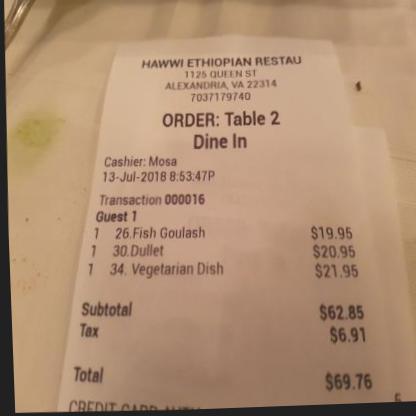 HAWWI ETHIOPIAN RESTAU
1125 QUEEN ST
ALEXANDRIA, VA 22314
7037179740
ORDER: Table 2
Dine In
Cashier: Mosa
13-Jul-2018 8:53:47P
Transaction 000016
Guest 1
1 26.Fish Goulash $19.95
1 30.Dullet $20.95
1 34. Vegetarian Dish $21.95
Subtotal $62.85
Tax $6.91
Total $69.76
CREDIT CARD